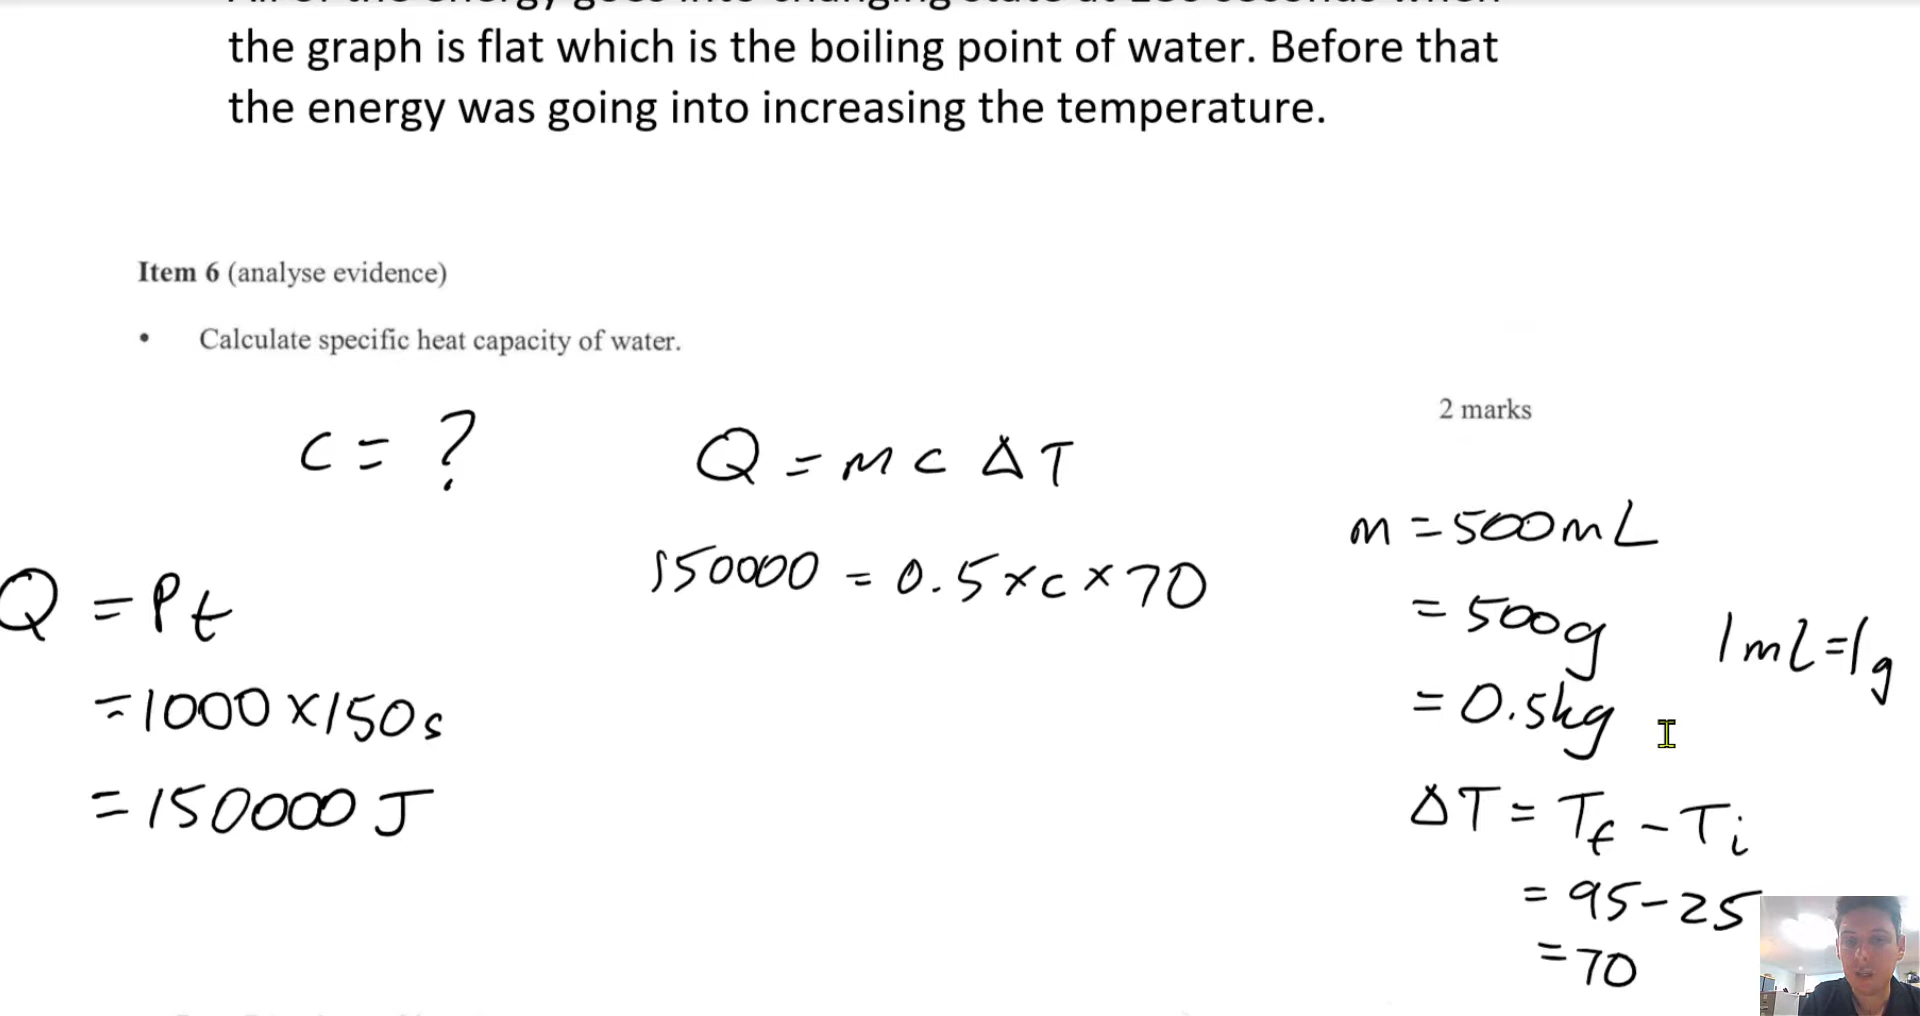 the graph is flat which is the boiling point of water. Before that
the energy was going into increasing the temperature.
Item 6 (analyse evidence)
• Calculate specific heat capacity of water.
2 marks
c = ?
Q = m c Δ T
150000 = 0.5 × c × 70
Q = Pt
= 1000 × 150s
= 150000 J
m = 500mL
= 500g
1mL = 1g
= 0.5kg
ΔT = Tf - Ti
= 95 - 25
= 70